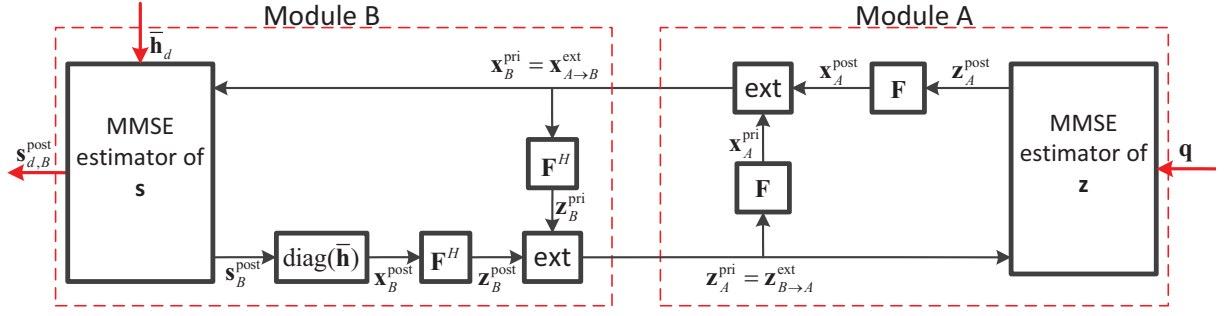 Module B
Module A
h̅_d
x_B^pri = x_{A→B}^ext
x_A^post
z_A^post
MMSE
estimator of
s
ext
F
MMSE
estimator of
z
s_{d,B}^post
q
F^H
x_A^pri
F
z_B^pri
diag(h̅)
F^H
ext
s_B^post
x_B^post
z_B^post
z_A^pri = z_{B→A}^ext